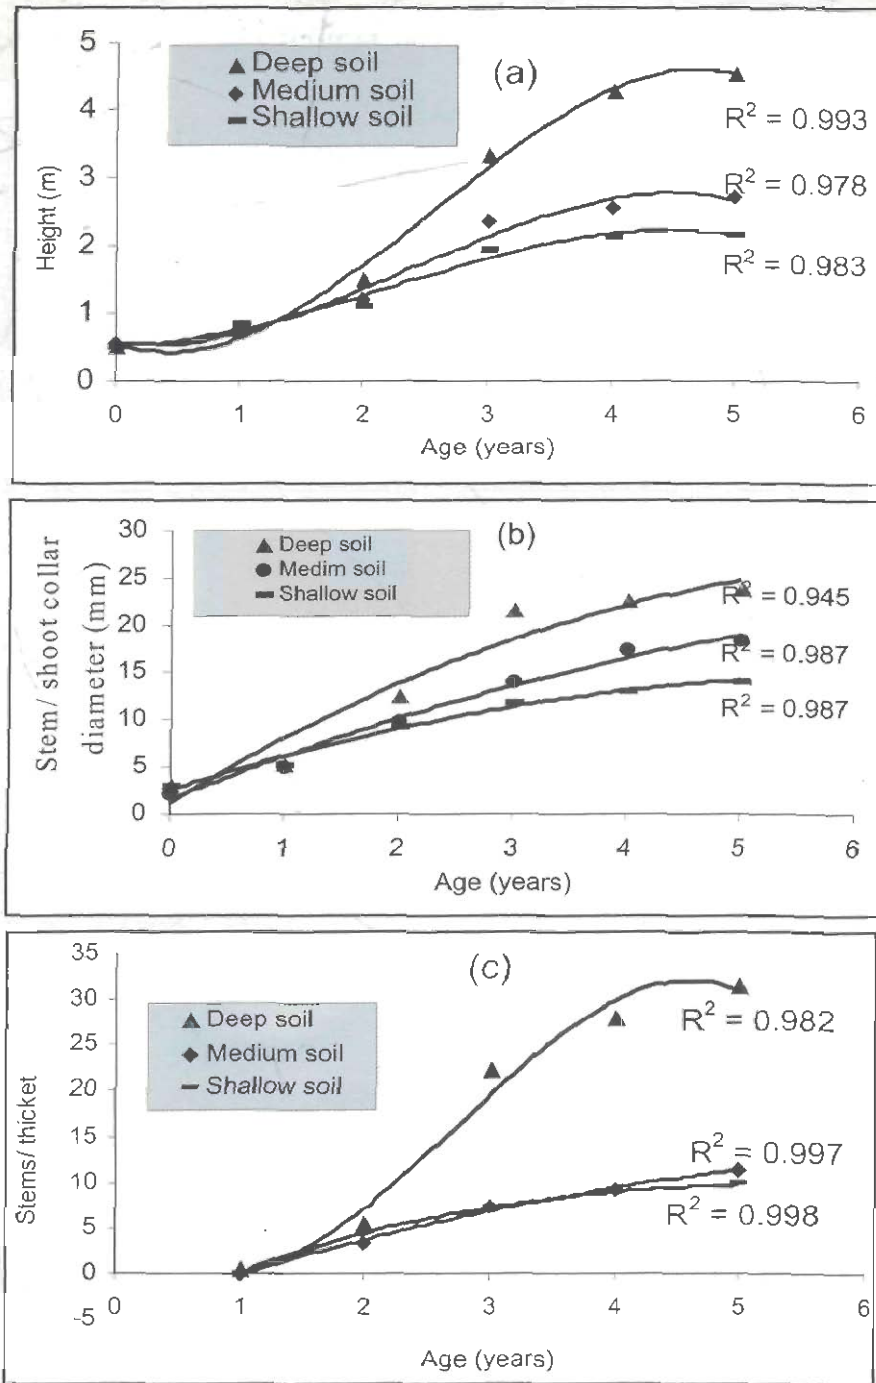 5
4
3
2
1
0
Height (m)
Deep soil
Medium soil
Shallow soil
(a)
R² = 0.993
R² = 0.978
R² = 0.983
0 1 2 3 4 5 6
Age (years)
30
25
20
15
10
5
0
Stem/ shoot collar
diameter (mm)
Deep soil
Medim soil
Shallow soil
(b)
R² = 0.945
R² = 0.987
R² = 0.987
0 1 2 3 4 5 6
Age (years)
35
30
25
20
15
10
5
0
-5
Stems/ thicket
Deep soil
Medium soil
Shallow soil
(c)
R² = 0.982
R² = 0.997
R² = 0.998
0 1 2 3 4 5 6
Age (years)